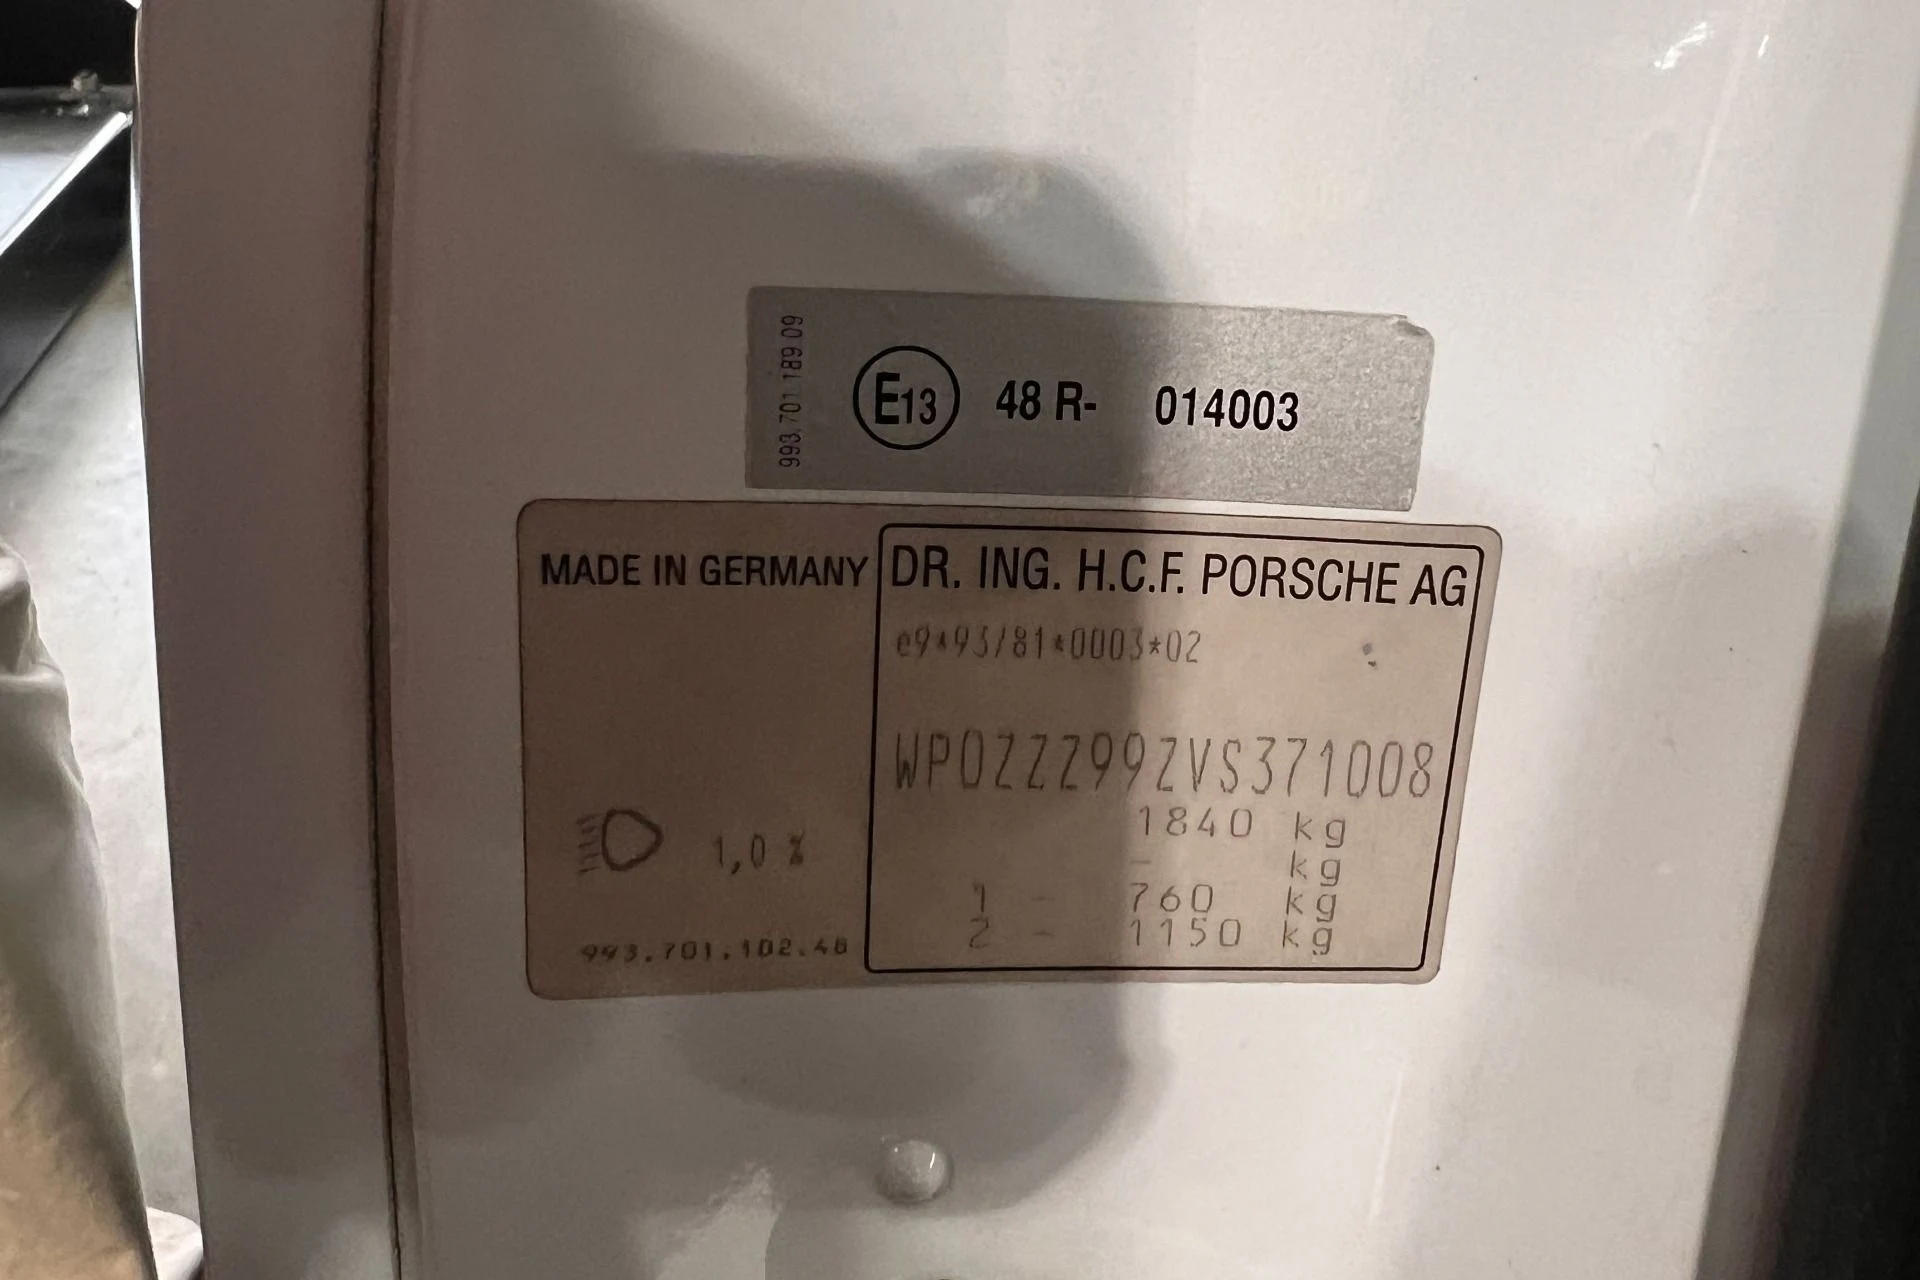 993.701 189 09
E13 48 R- 014003
MADE IN GERMANY
DR. ING. H.C.F. PORSCHE AG
e9*93/81*0003*02
WP0ZZZ99ZVS371008
1840 kg
- kg
1 - 760 kg
2 - 1150 kg
1,0 %
993.701.102.48